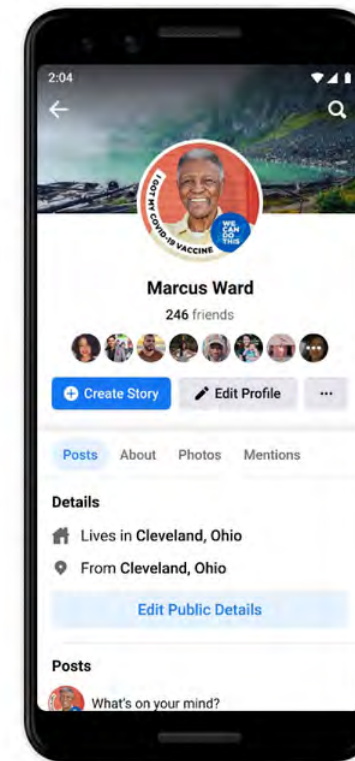 2:04
I GOT MY COVID-19 VACCINE
WE
CAN
DO
THIS
Marcus Ward
246 friends
Create Story
Edit Profile
Posts
About
Photos
Mentions
Details
Lives in Cleveland, Ohio
From Cleveland, Ohio
Edit Public Details
Posts
What's on your mind?